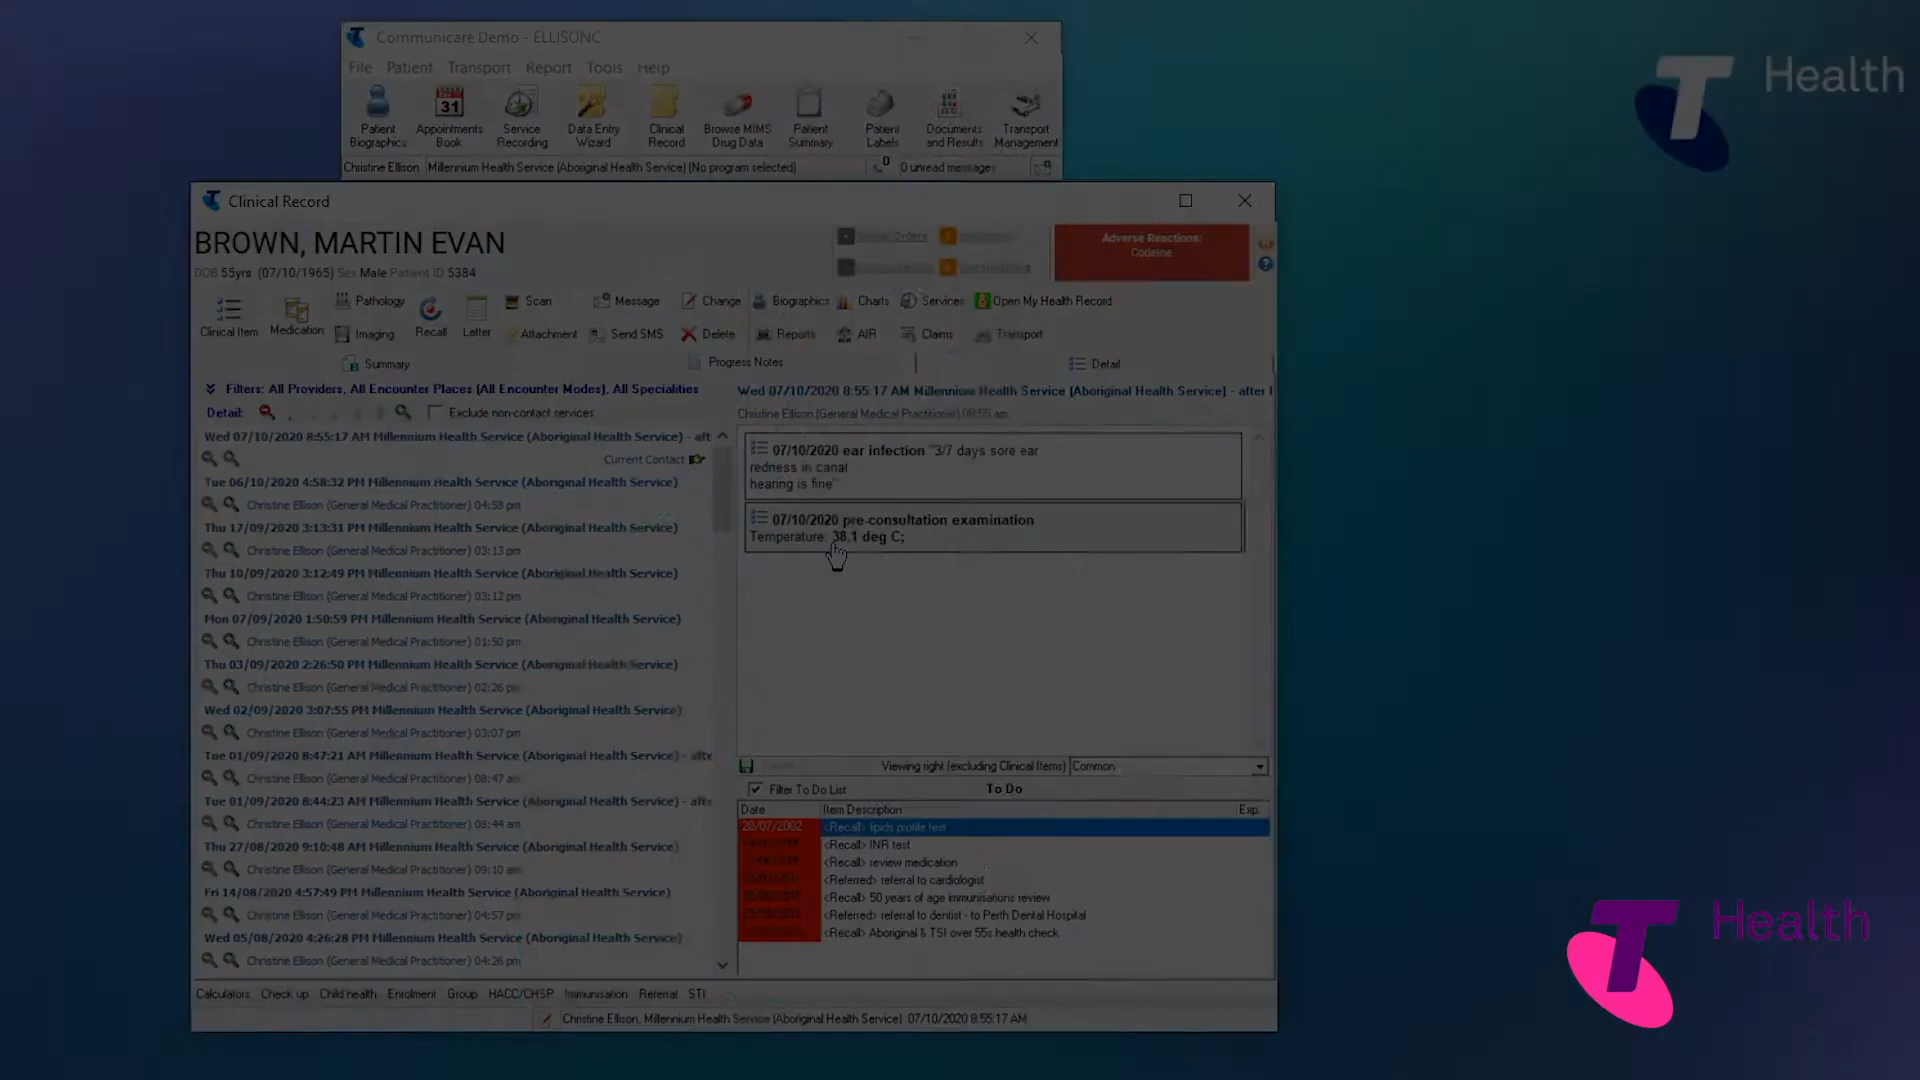 Communicare Demo - ELLISONC
File Patient Transport Report Tools Help
Patient Biographics
Appointments Book
Service Recording
Data Entry Wizard
Clinical Record
Browse MIMS Drug Data
Patient Summary
Patient Labels
Documents and Results
Transport Management
31
Christine Ellison Millennium Health Service (Aboriginal Health Service) (No program selected) 0 0 unread messages
T Health
Clinical Record
BROWN, MARTIN EVAN
DOB 55yrs (07/10/1965) Sex Male Patient ID 5384
Orders
Adverse Reactions:
Codeine
Clinical Item Medication Pathology Imaging Recall Letter Scan Attachment Message Send SMS Change Delete Biographics Reports Charts AIR Services Claims Open My Health Record Transport
Summary Progress Notes Detail
Filters: All Providers, All Encounter Places (All Encounter Modes), All Specialities
Detail: Exclude non-contact services
Wed 07/10/2020 8:55:17 AM Millennium Health Service (Aboriginal Health Service) - aft
Current Contact
Tue 06/10/2020 4:58:32 PM Millennium Health Service (Aboriginal Health Service)
Christine Ellison (General Medical Practitioner) 04:58 pm
Thu 17/09/2020 3:13:31 PM Millennium Health Service (Aboriginal Health Service)
Christine Ellison (General Medical Practitioner) 03:13 pm
Thu 10/09/2020 3:12:49 PM Millennium Health Service (Aboriginal Health Service)
Christine Ellison (General Medical Practitioner) 03:12 pm
Mon 07/09/2020 1:50:59 PM Millennium Health Service (Aboriginal Health Service)
Christine Ellison (General Medical Practitioner) 01:50 pm
Thu 03/09/2020 2:26:50 PM Millennium Health Service (Aboriginal Health Service)
Christine Ellison (General Medical Practitioner) 02:26 pm
Wed 02/09/2020 3:07:55 PM Millennium Health Service (Aboriginal Health Service)
Christine Ellison (General Medical Practitioner) 03:07 pm
Tue 01/09/2020 8:47:21 AM Millennium Health Service (Aboriginal Health Service) - afte
Christine Ellison (General Medical Practitioner) 08:47 am
Tue 01/09/2020 8:44:23 AM Millennium Health Service (Aboriginal Health Service) - afte
Christine Ellison (General Medical Practitioner) 08:44 am
Thu 27/08/2020 9:10:48 AM Millennium Health Service (Aboriginal Health Service)
Christine Ellison (General Medical Practitioner) 09:10 am
Fri 14/08/2020 4:57:49 PM Millennium Health Service (Aboriginal Health Service)
Christine Ellison (General Medical Practitioner) 04:57 pm
Wed 05/08/2020 4:26:28 PM Millennium Health Service (Aboriginal Health Service)
Christine Ellison (General Medical Practitioner) 04:26 pm
Wed 07/10/2020 8:55:17 AM Millennium Health Service (Aboriginal Health Service) - after l
Christine Ellison (General Medical Practitioner) 08:55 am
07/10/2020 ear infection "3/7 days sore ear
redness in canal
hearing is fine"
07/10/2020 pre-consultation examination
Temperature: 38.1 deg C;
Viewing right (excluding Clinical Items) Common
Filter To Do List To Do
Date Item Description Exp.
28/07/2002 <Recall> lipids profile test
<Recall> INR test
<Recall> review medication
<Referred> referral to cardiologist
<Recall> 50 years of age immunisations review
<Referred> referral to dentist - to Perth Dental Hospital
<Recall> Aboriginal & TSI over 55s health check
Calculators Check up Child health Enrolment Group HACC/CHSP Immunisation Referral STI
Christine Ellison, Millennium Health Service (Aboriginal Health Service) 07/10/2020 8:55:17 AM
T Health